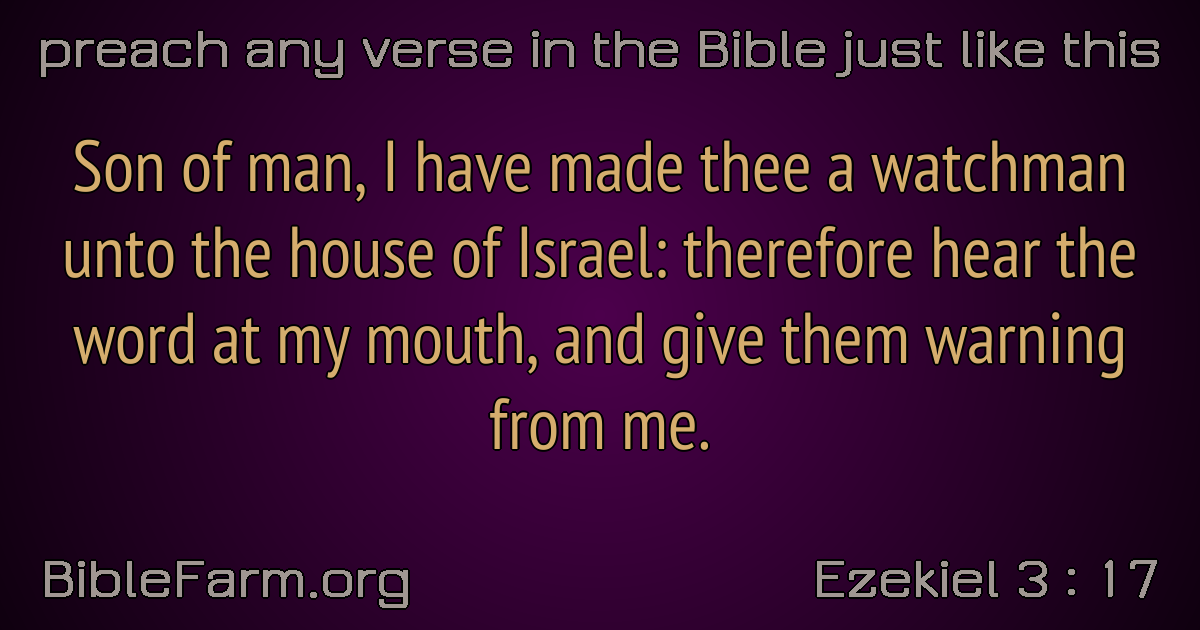 preach any verse in the Bible just like this
Son of man, I have made thee a watchman
unto the house of Israel: therefore hear the
word at my mouth, and give them warning
from me.
BibleFarm.org
Ezekiel 3 : 17